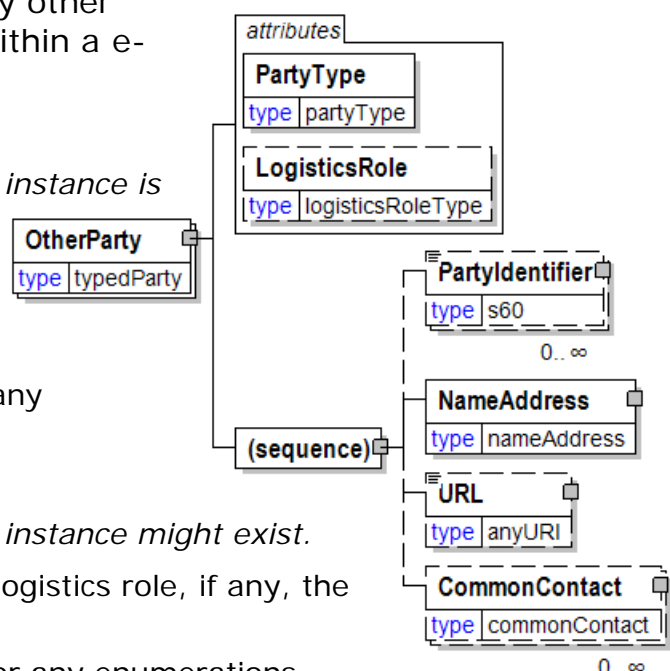 y other
ithin a e-
instance is
any
instance might exist.
ogistics role, if any, the
or any enumerations
attributes
PartyType
type partyType
LogisticsRole
type logisticsRoleType
OtherParty
type typedParty
(sequence)
PartyIdentifier
type s60
0.. ∞
NameAddress
type nameAddress
URL
type anyURI
CommonContact
type commonContact
0.. ∞